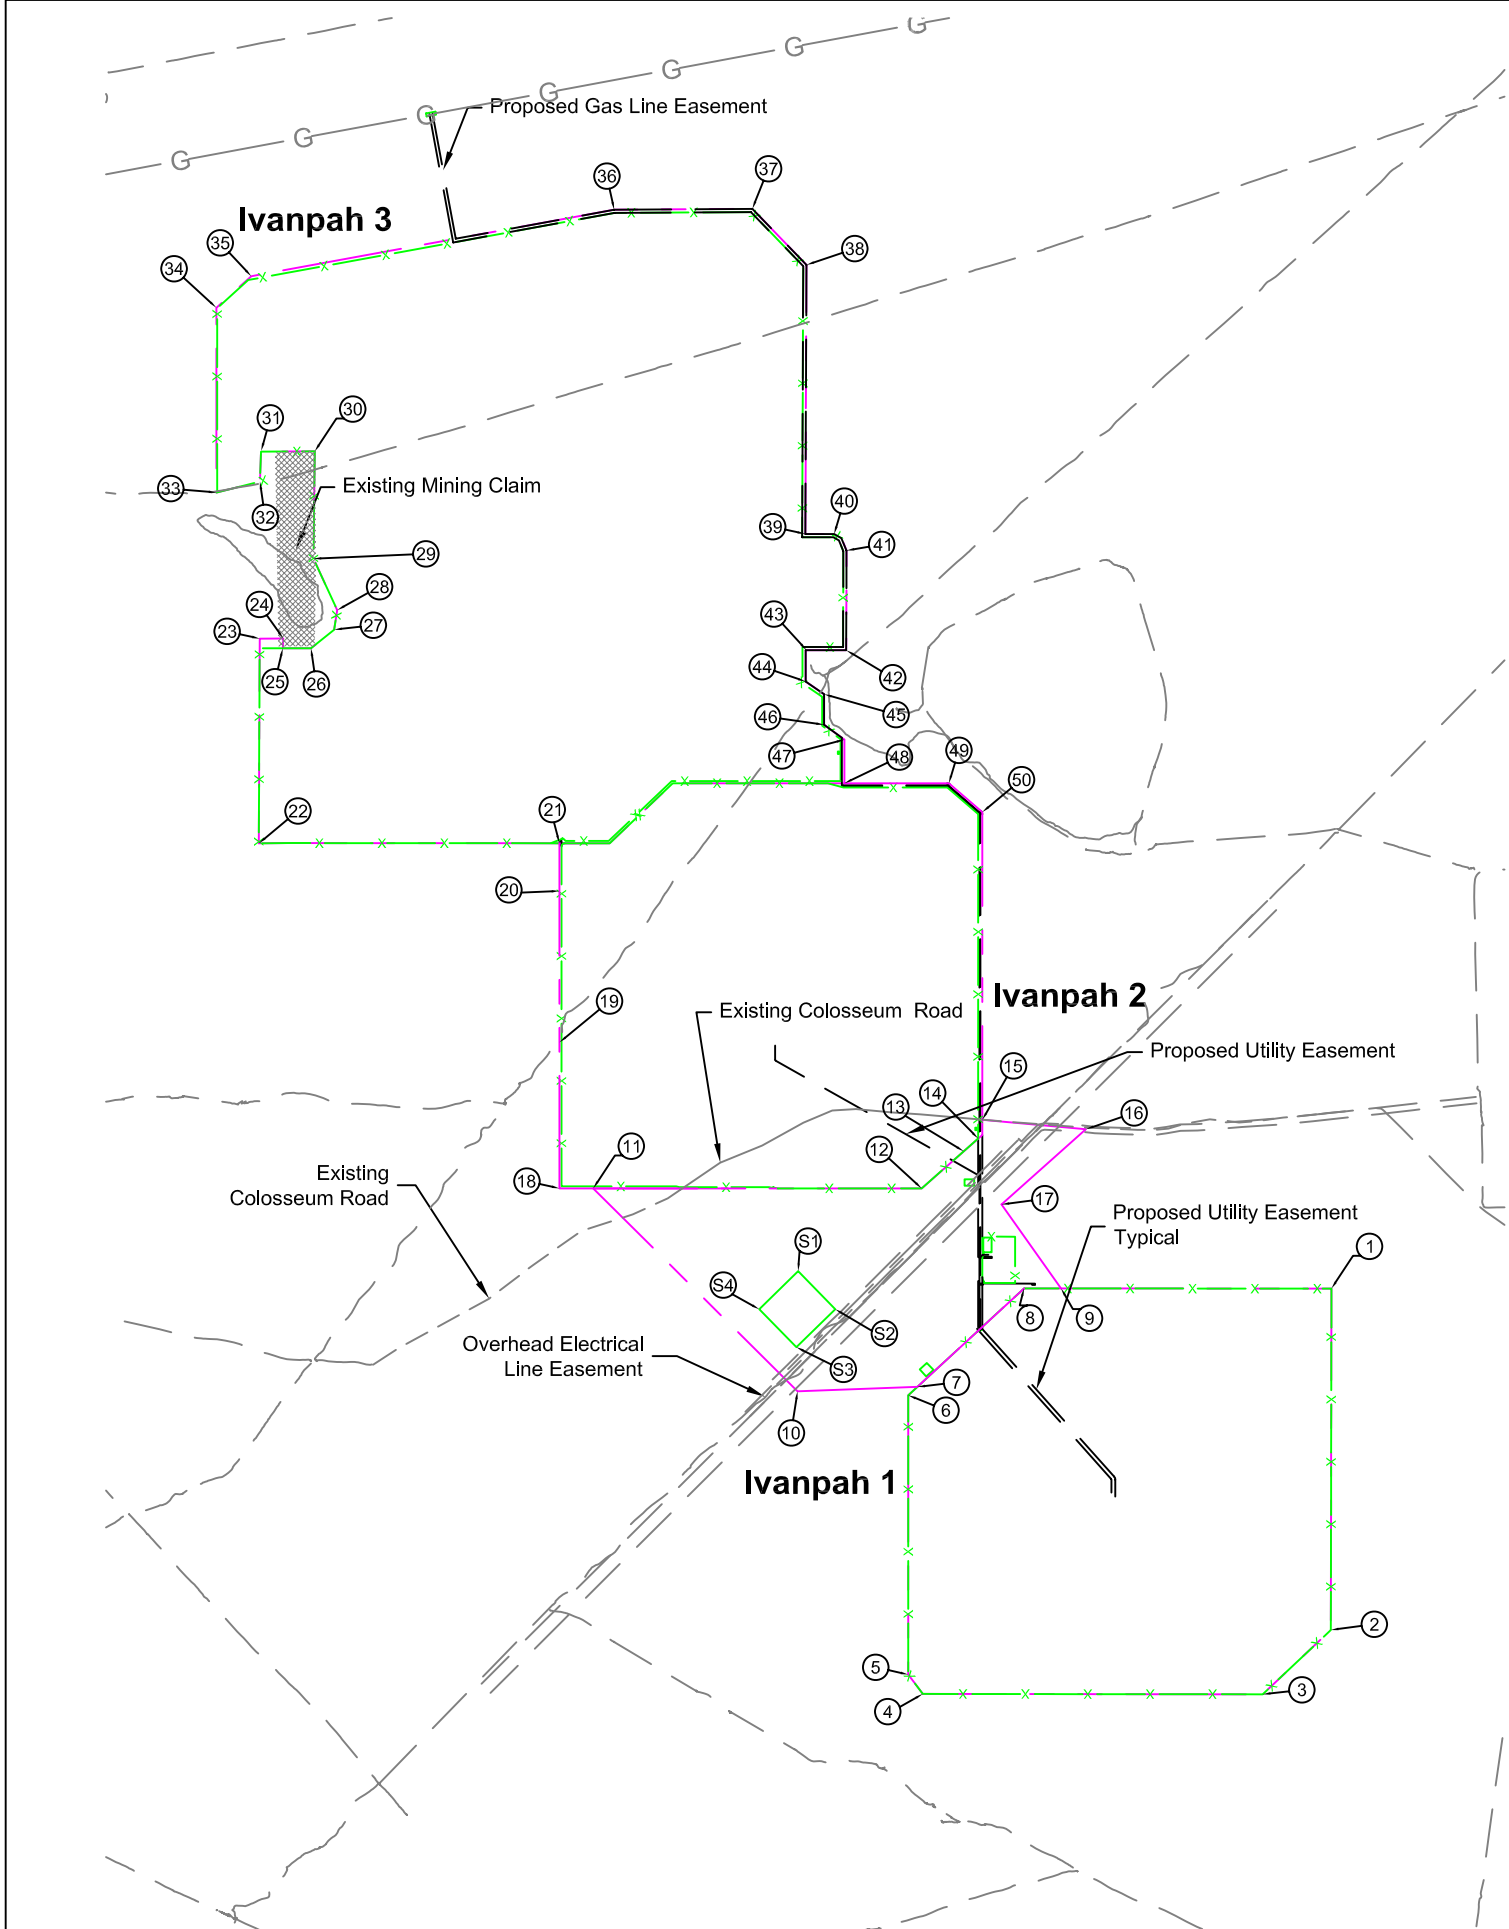 G
G
G
G
G
G
G
Proposed Gas Line Easement
36
37
Ivanpah 3
35
38
34
31
30
33
Existing Mining Claim
32
40
39
41
29
28
24
23
27
43
42
25
26
44
45
46
47
48
49
50
22
21
20
19
Ivanpah 2
Existing Colosseum Road
Proposed Utility Easement
15
14
13
16
11
12
18
Existing
Colosseum Road
17
Proposed Utility Easement
Typical
S1
1
S4
S2
8
9
Overhead Electrical
Line Easement
S3
7
6
10
Ivanpah 1
2
5
3
4